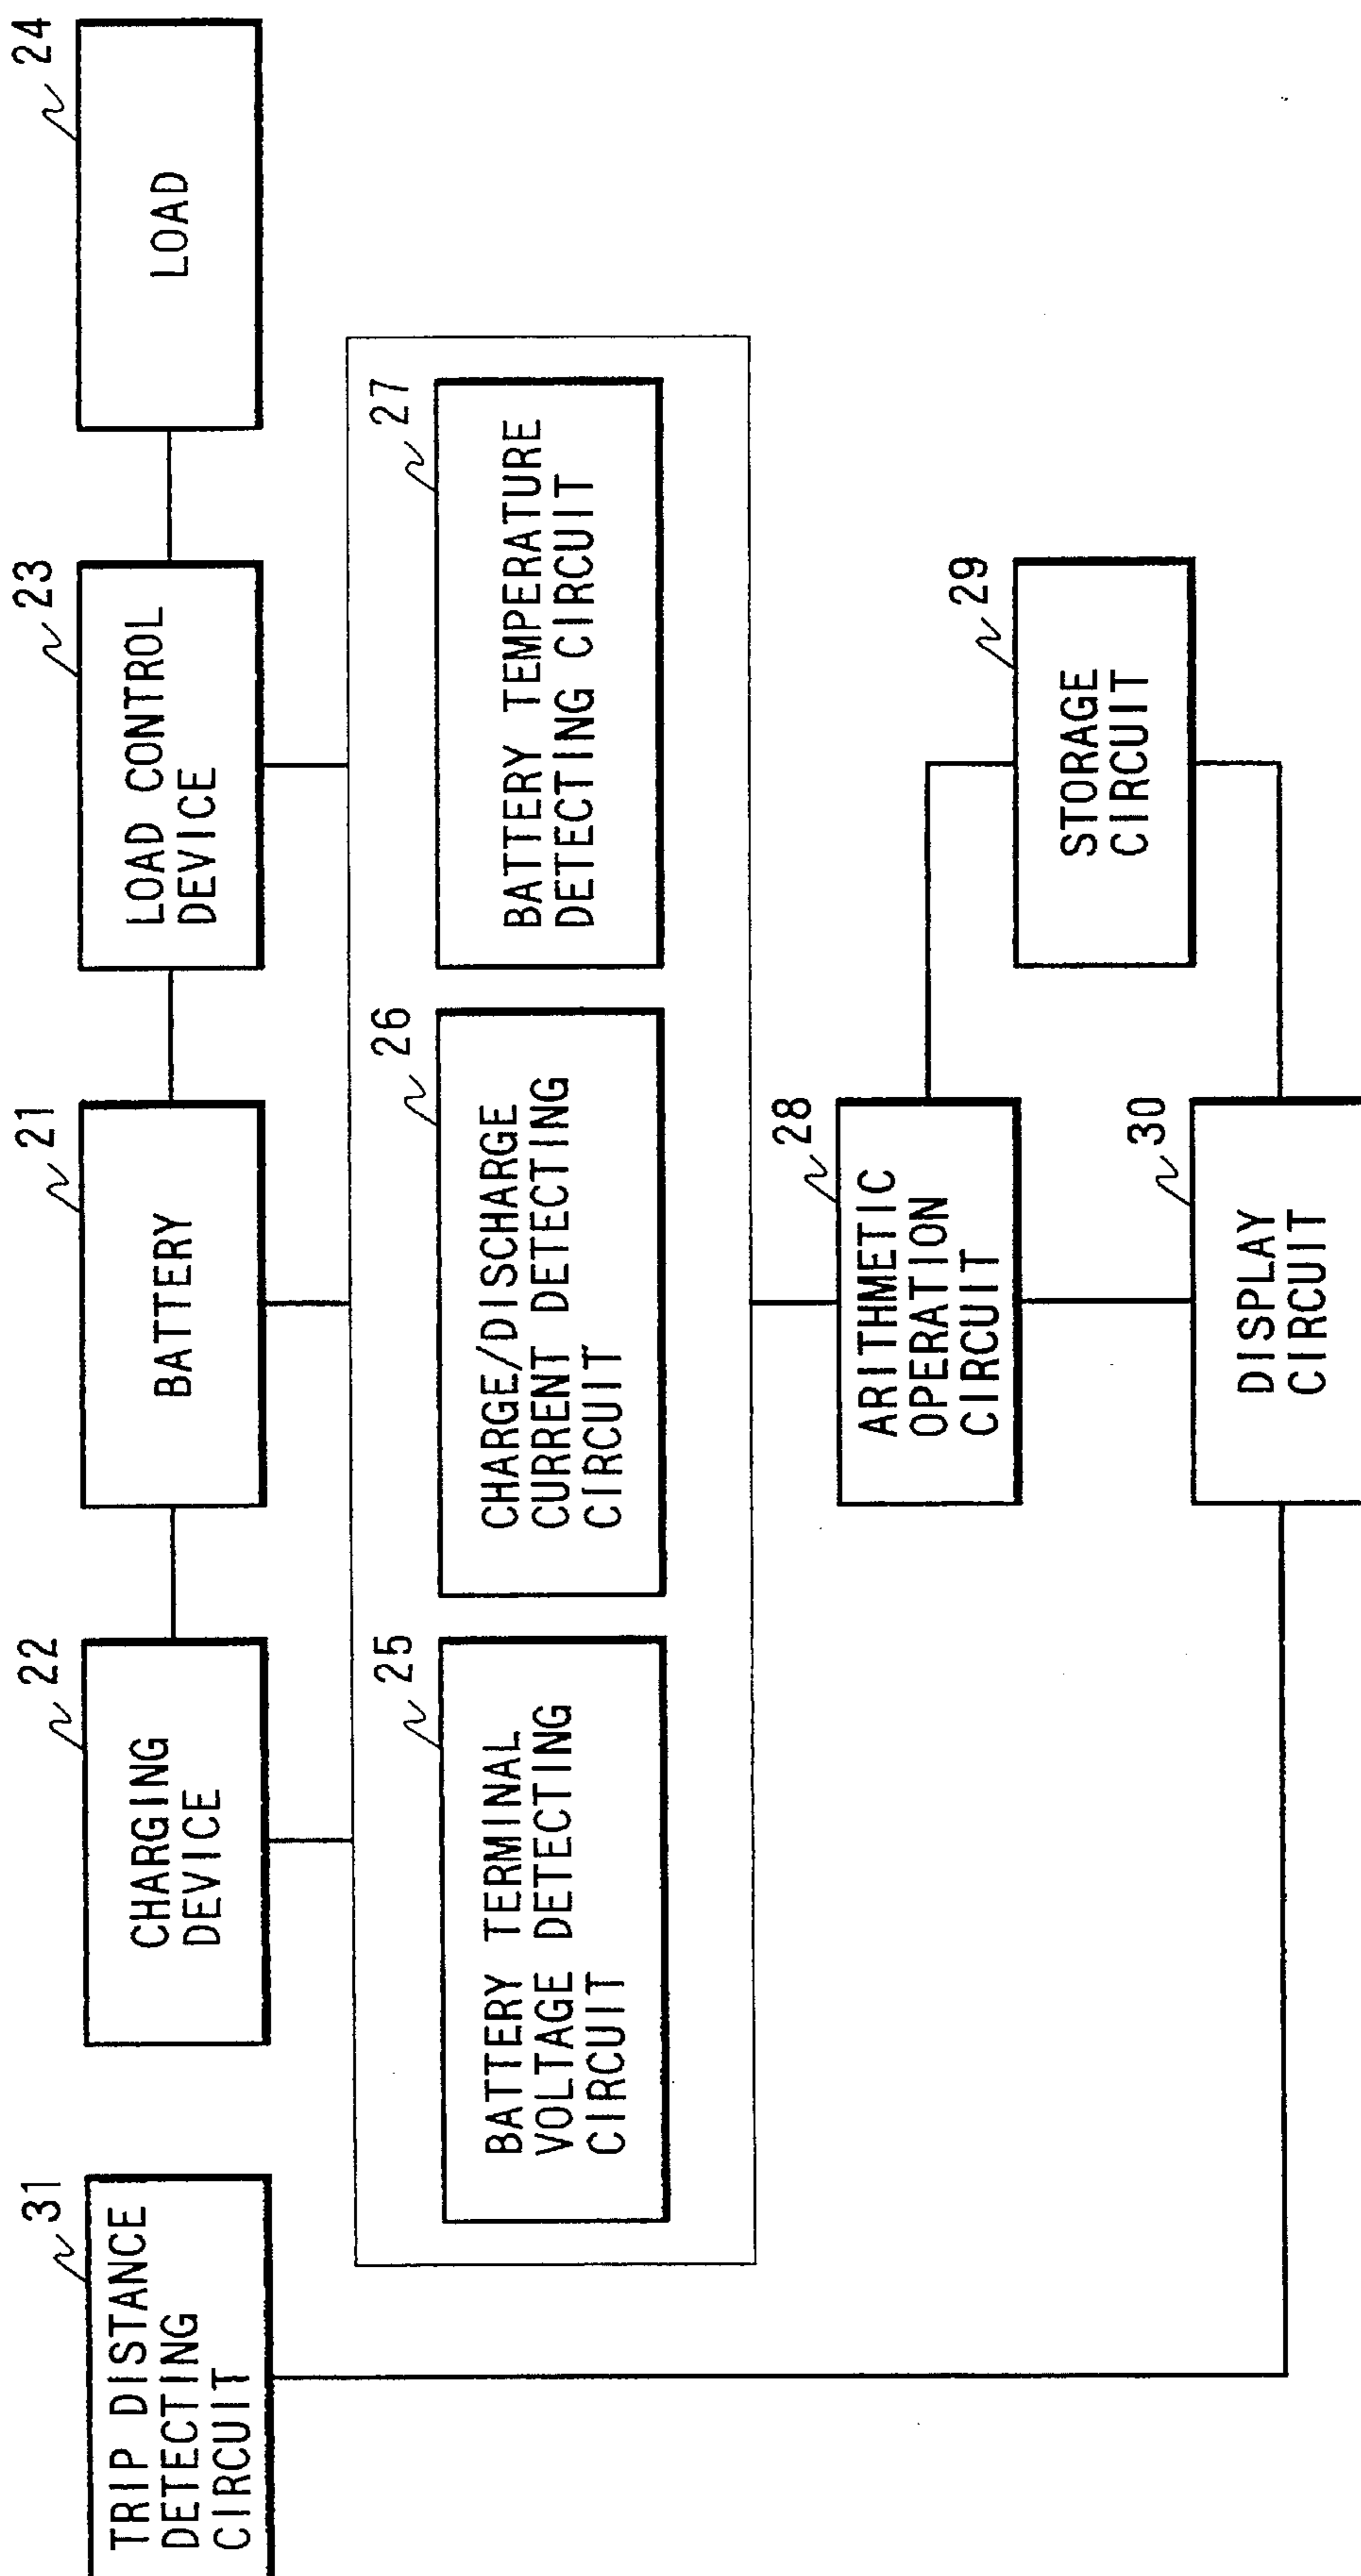 31
TRIP DISTANCE
DETECTING
CIRCUIT
22
CHARGING
DEVICE
21
BATTERY
23
LOAD CONTROL
DEVICE
24
LOAD
25
BATTERY TERMINAL
VOLTAGE DETECTING
CIRCUIT
26
CHARGE/DISCHARGE
CURRENT DETECTING
CIRCUIT
27
BATTERY TEMPERATURE
DETECTING CIRCUIT
28
ARITHMETIC
OPERATION
CIRCUIT
29
STORAGE
CIRCUIT
30
DISPLAY
CIRCUIT